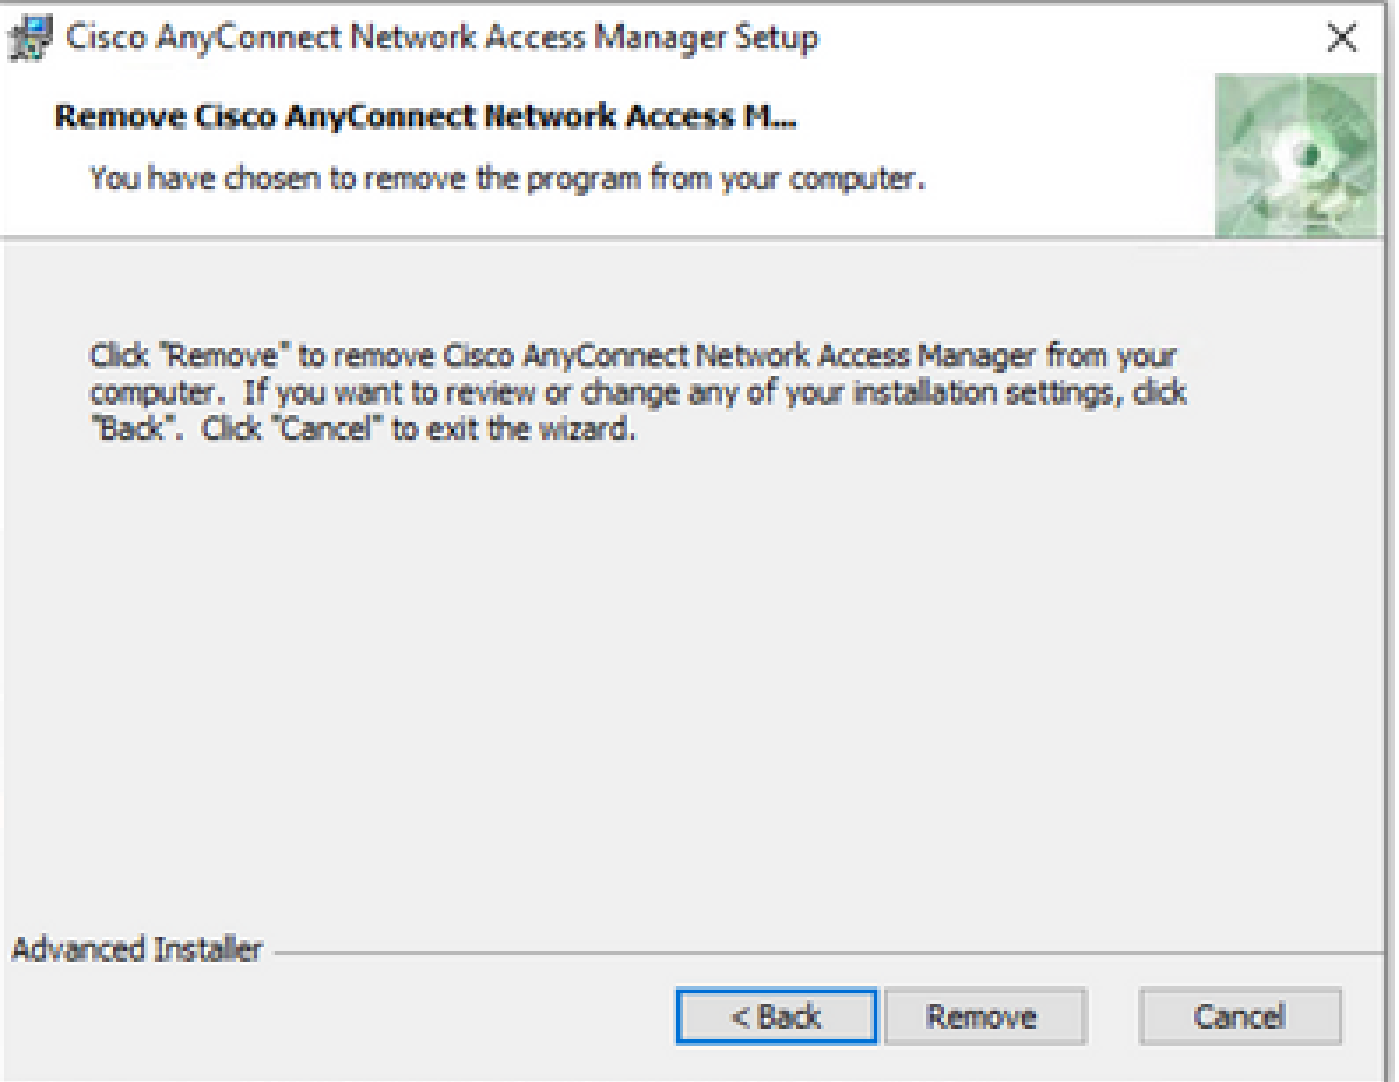 Cisco AnyConnect Network Access Manager Setup
Remove Cisco AnyConnect Network Access M...
You have chosen to remove the program from your computer.
Click "Remove" to remove Cisco AnyConnect Network Access Manager from your
computer.  If you want to review or change any of your installation settings, click
"Back".  Click "Cancel" to exit the wizard.
Advanced Installer
< Back
Remove
Cancel